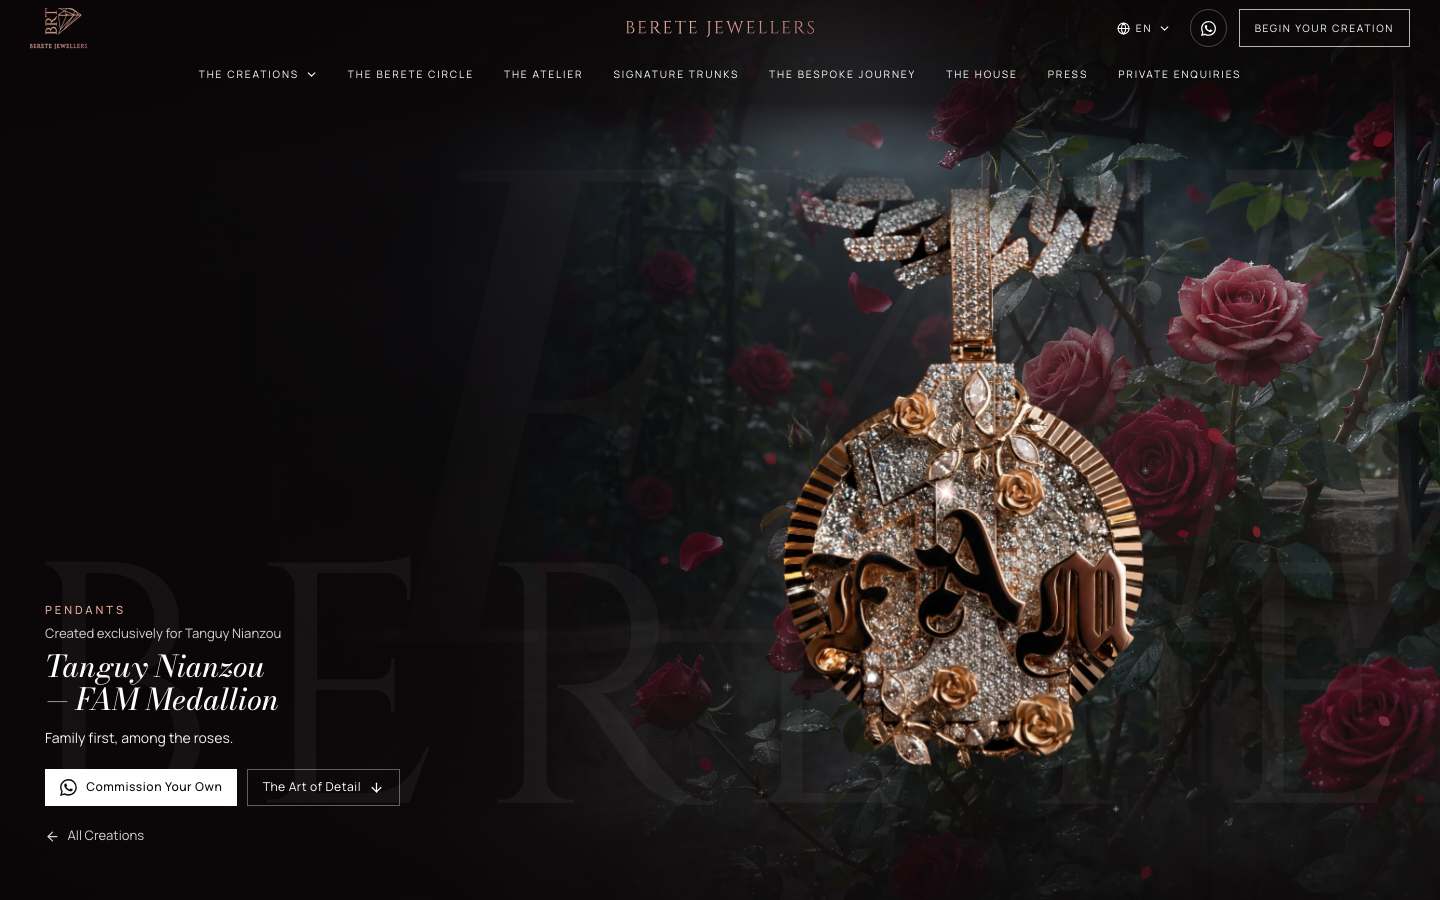 BRT
BERETE JEWELLERS
BERETE JEWELLERS
EN
BEGIN YOUR CREATION
THE CREATIONS
THE BERETE CIRCLE
THE ATELIER
SIGNATURE TRUNKS
THE BESPOKE JOURNEY
THE HOUSE
PRESS
PRIVATE ENQUIRIES
FAM
BERETE
PENDANTS
Created exclusively for Tanguy Nianzou
Tanguy Nianzou
— FAM Medallion
Family first, among the roses.
Commission Your Own
The Art of Detail
All Creations